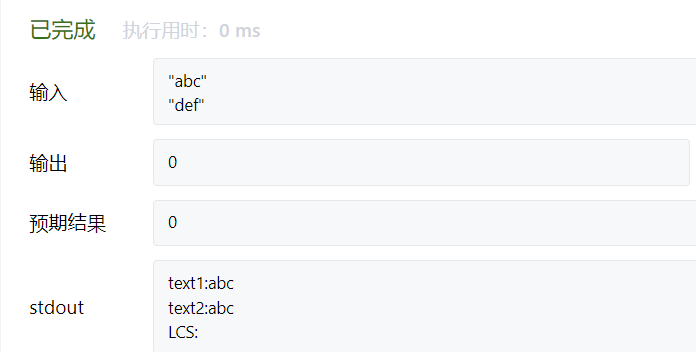 已完成 执行用时：0 ms
输入
"abc"
"def"
输出
0
预期结果
0
stdout
text1:abc
text2:abc
LCS: